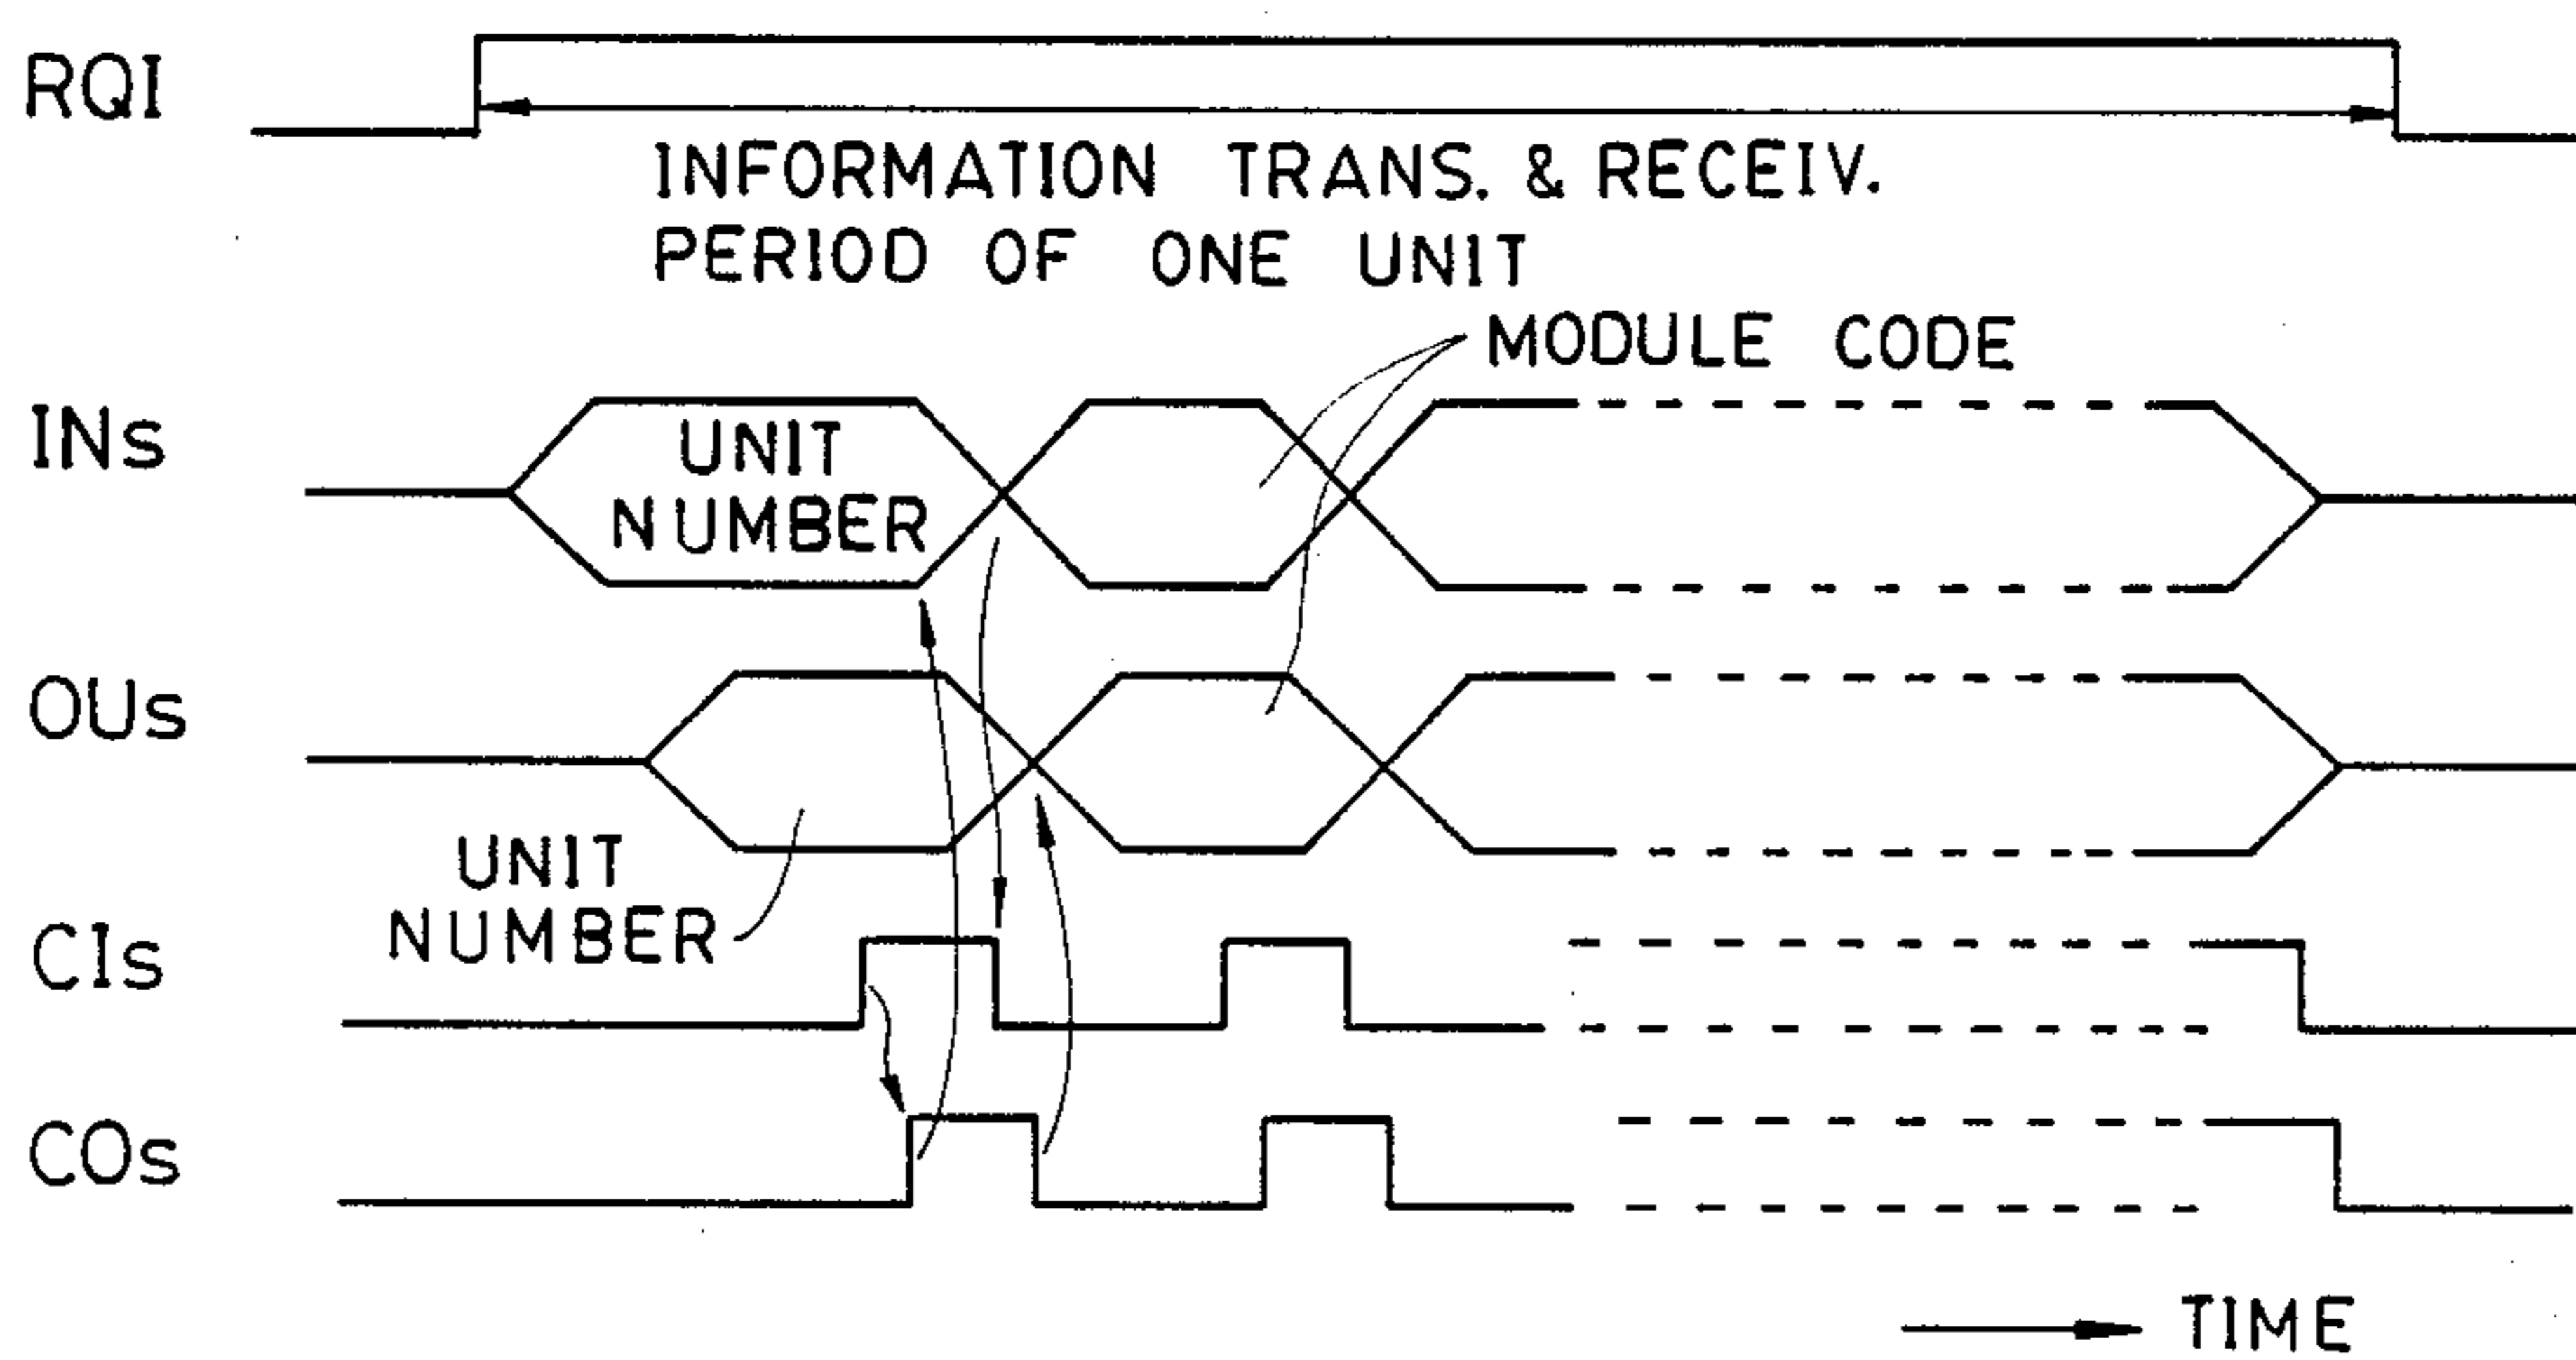 RQI
INFORMATION TRANS. & RECEIV.
PERIOD OF ONE UNIT
MODULE CODE
INs
UNIT
NUMBER
OUs
UNIT
NUMBER
CIs
COs
TIME